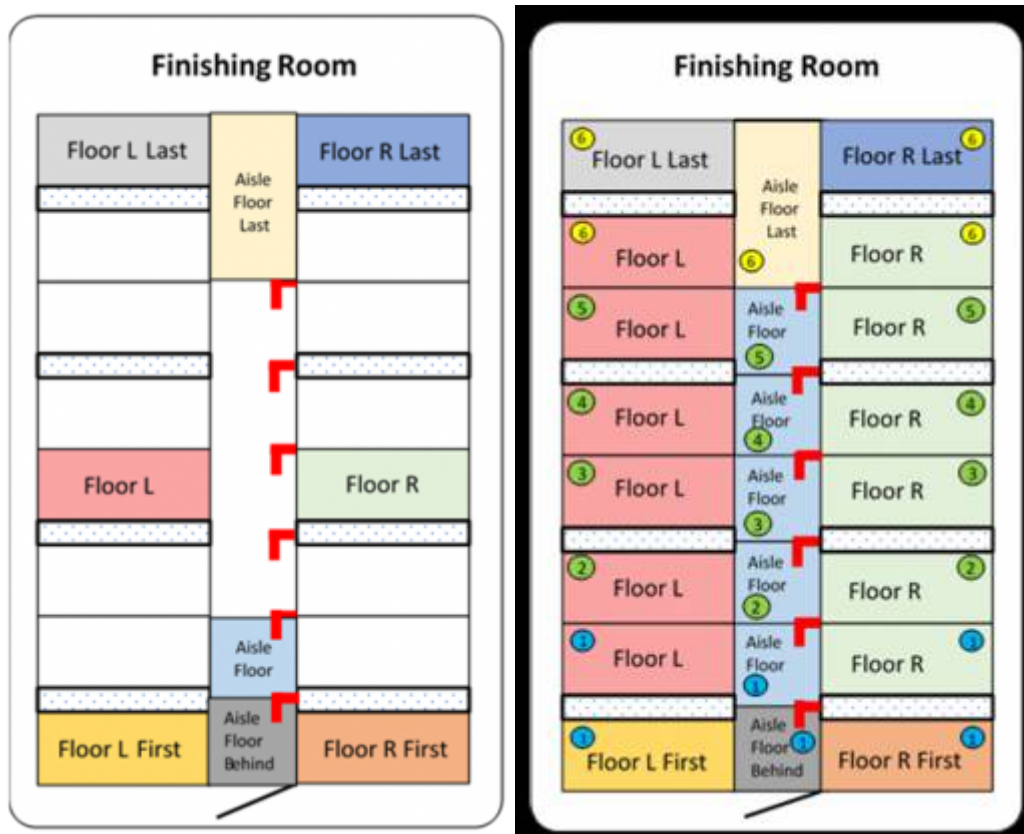 Finishing Room
Floor L Last
Aisle
Floor
Last
Floor R Last
Floor L
Floor R
Aisle
Floor
Floor L First
Aisle
Floor
Behind
Floor R First
Finishing Room
6
Floor L Last
Aisle
Floor
Last
6
Floor R Last
6
6
Floor L
6
Floor R
5
Floor L
Aisle
Floor
5
5
Floor R
4
Floor L
Aisle
Floor
4
4
Floor R
3
Floor L
Aisle
Floor
3
3
Floor R
2
Floor L
Aisle
Floor
2
2
Floor R
1
Floor L
Aisle
Floor
1
1
Floor R
1
Floor L First
Aisle
Floor
Behind
1
1
Floor R First